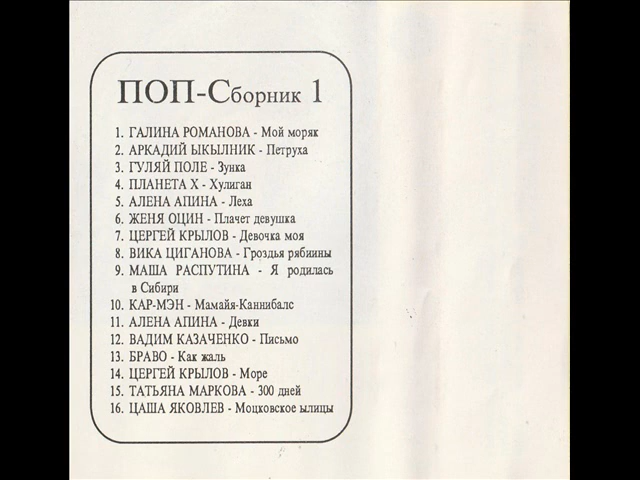 ПОП-Сборник 1
1. ГАЛИНА РОМАНОВА - Мой моряк
2. АРКАДИЙ ЫКЫЛНИК - Петруха
3. ГУЛЯЙ ПОЛЕ - Зунка
4. ПЛАНЕТА Х - Хулиган
5. АЛЕНА АПИНА - Леха
6. ЖЕНЯ ОЦИН - Плачет девушка
7. ЦЕРГЕЙ КРЫЛОВ - Девочка моя
8. ВИКА ЦИГАНОВА - Гроздья рябиины
9. МАША РАСПУТИНА - Я родилась
в Сибири
10. КАР-МЭН - Мамайя-Каннибалс
11. АЛЕНА АПИНА - Девки
12. ВАДИМ КАЗАЧЕНКО - Письмо
13. БРАВО - Как жаль
14. ЦЕРГЕЙ КРЫЛОВ - Море
15. ТАТЬЯНА МАРКОВА - 300 дней
16. ЦАША ЯКОВЛЕВ - Моцковское ылицы